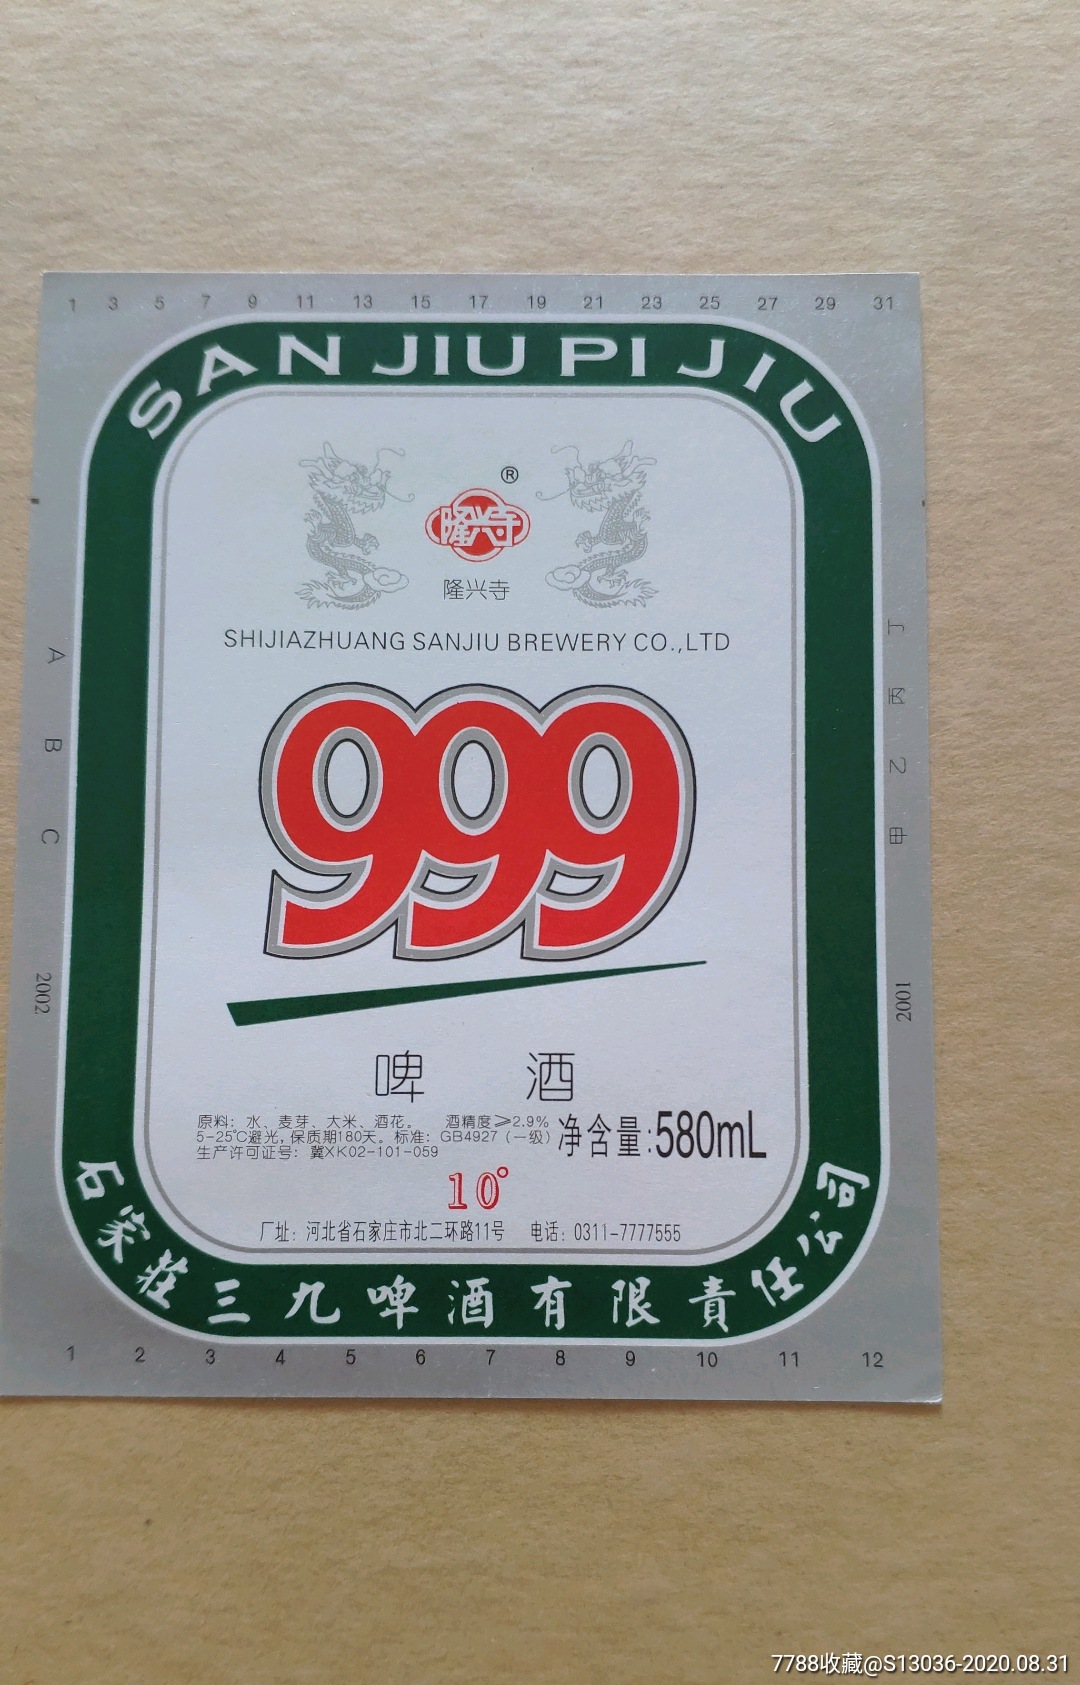 1 3 5 7 9 11 13 15 17 19 21 23 25 27 29 31
SAN JIU PI JIU
®
隆兴寺
隆兴寺
SHIJIAZHUANG SANJIU BREWERY CO.,LTD
999
啤 酒
原料：水、麦芽、大米、酒花。 酒精度≥2.9%
5-25℃避光，保质期180天。标准：GB4927（一级）
生产许可证号：冀XK02-101-059
净含量:580mL
10°
厂址：河北省石家庄市北二环路11号 电话：0311-7777555
石家莊三九啤酒有限責任公司
1 2 3 4 5 6 7 8 9 10 11 12
A B C 2002
丁 丙 乙 甲 2001
7788收藏@S13036-2020.08.31